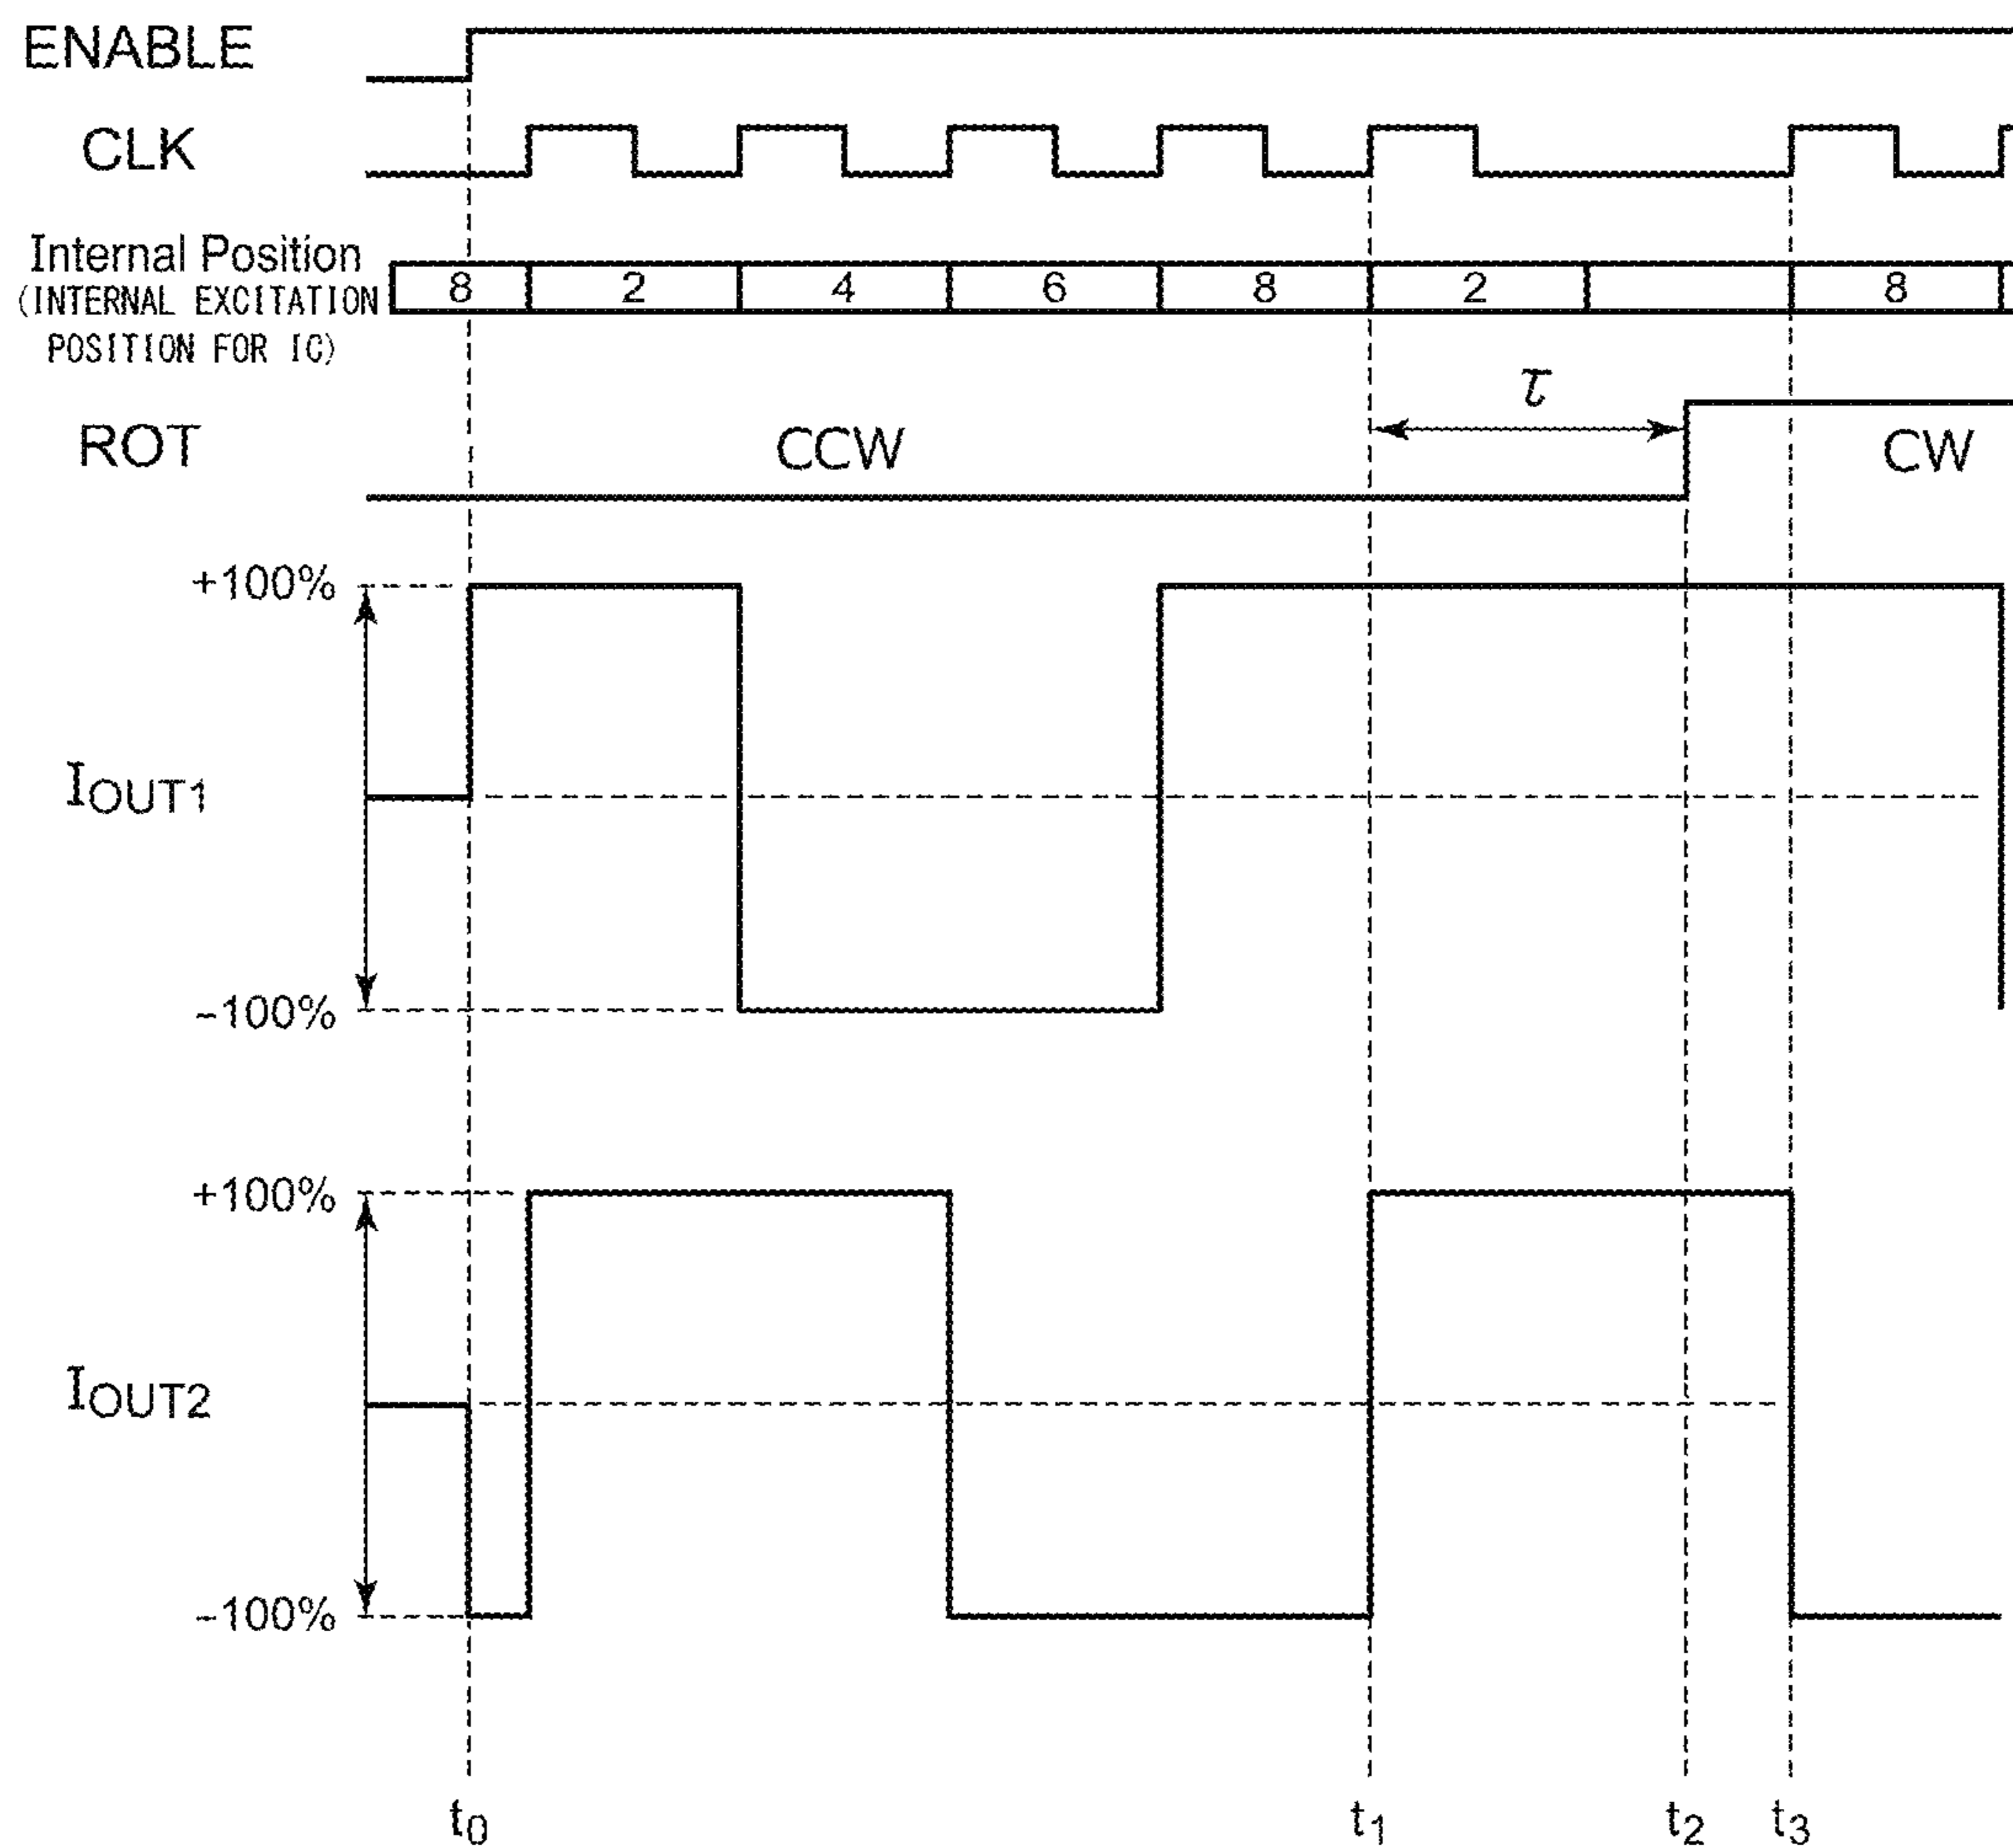 ENABLE
CLK
Internal Position
(INTERNAL EXCITATION
POSITION FOR IC)
8 2 4 6 8 2 8
τ
ROT CCW CW
+100%
IOUT1
-100%
+100%
IOUT2
-100%
t0 t1 t2 t3